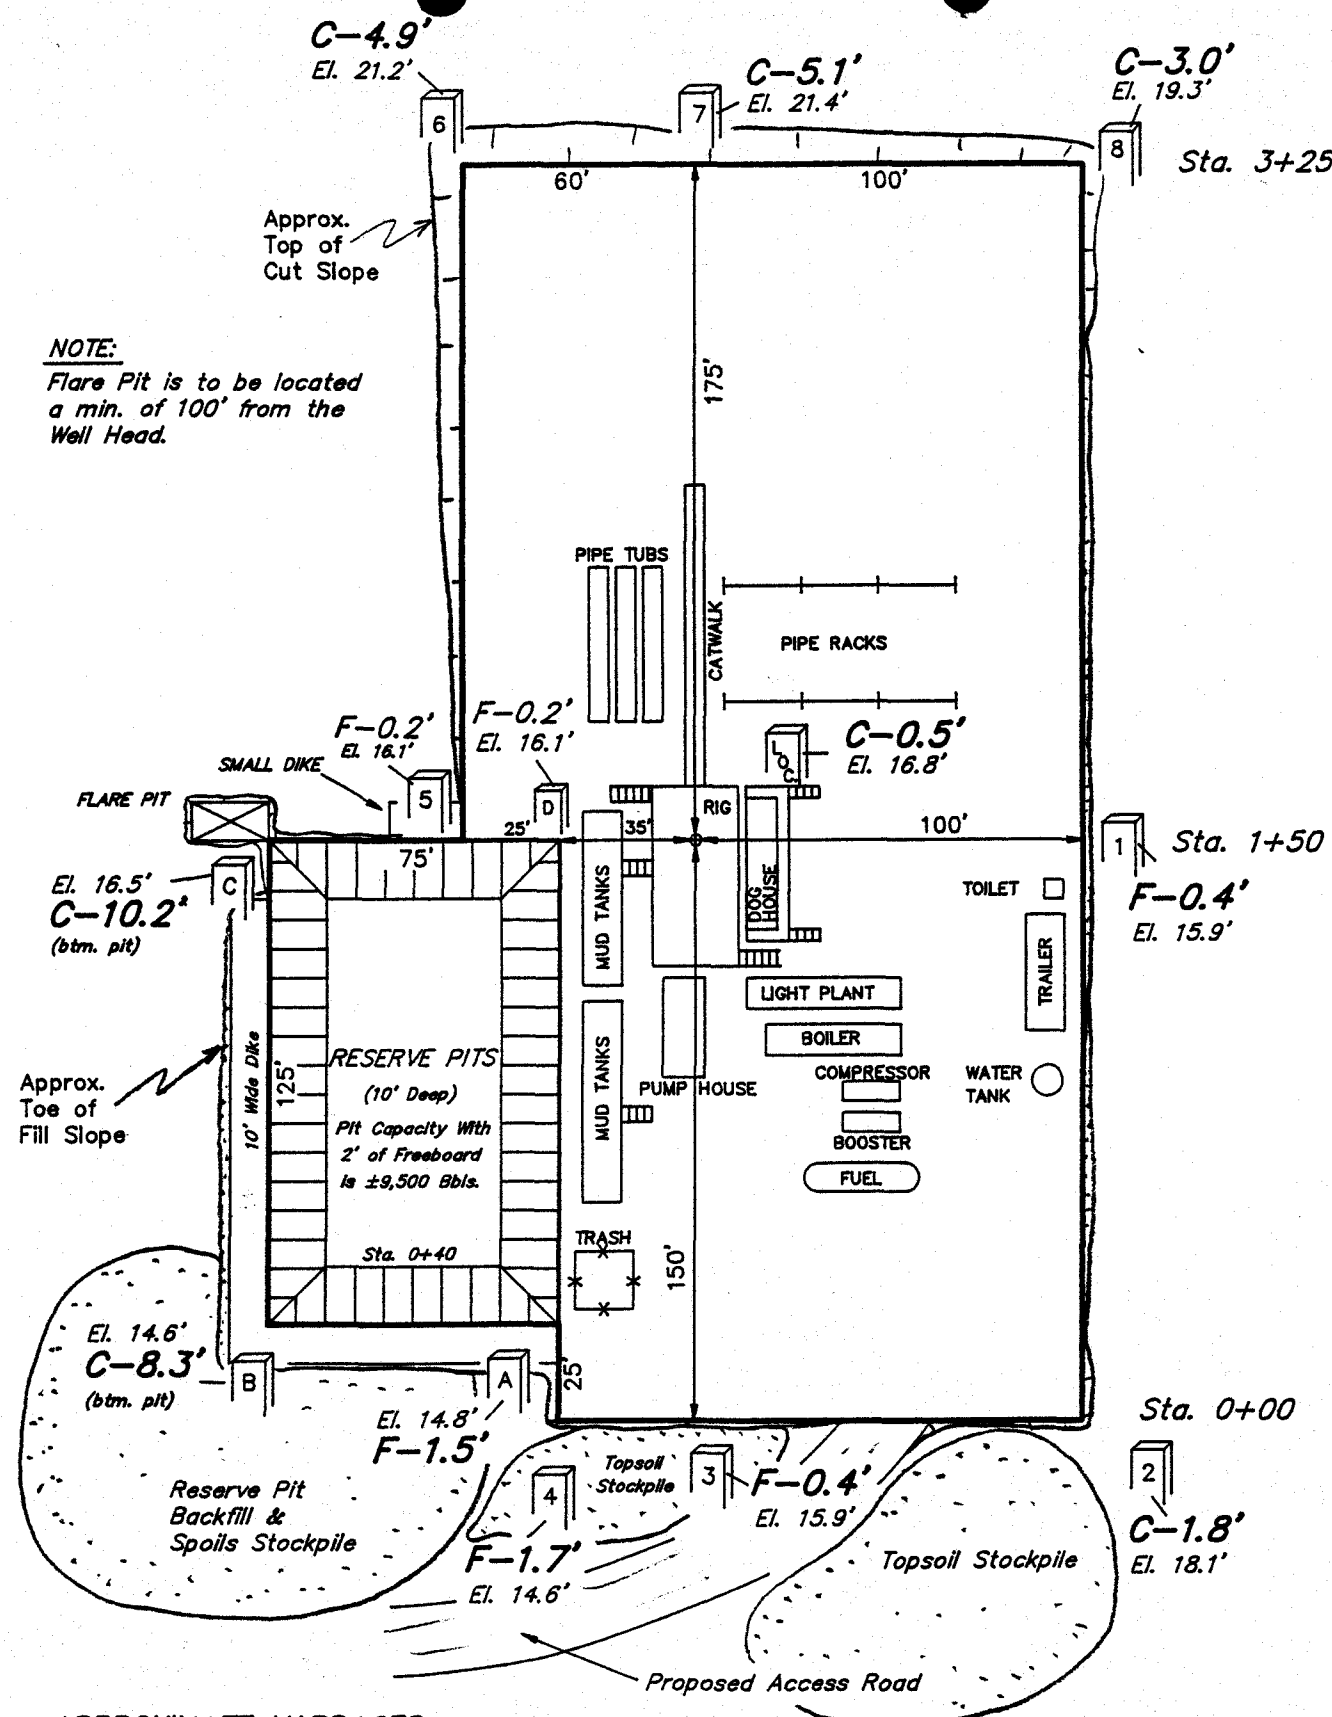 C-4.9'
El. 21.2'
C-5.1'
El. 21.4'
C-3.0'
El. 19.3'
6
7
8
Sta. 3+25
60'
100'
Approx.
Top of
Cut Slope
175'
NOTE:
Flare Pit is to be located
a min. of 100' from the
Well Head.
PIPE TUBS
CATWALK
PIPE RACKS
F-0.2'
El. 16.1'
F-0.2'
El. 16.1'
C-0.5'
El. 16.8'
LOC.
SMALL DIKE
FLARE PIT
5
D
RIG
25'
35'
100'
75'
1
Sta. 1+50
F-0.4'
El. 15.9'
C
El. 16.5'
C-10.2'
(btm. pit)
MUD TANKS
DOG
HOUSE
TOILET
TRAILER
LIGHT PLANT
BOILER
COMPRESSOR
BOOSTER
FUEL
WATER
TANK
PUMP HOUSE
MUD TANKS
Approx.
Toe of
Fill Slope
10' Wide Dike
125'
RESERVE PITS
(10' Deep)
Pit Capacity With
2' of Freeboard
is ±9,500 Bbls.
Sta. 0+40
TRASH
150'
El. 14.6'
C-8.3'
(btm. pit)
B
A
25'
El. 14.8'
F-1.5'
Sta. 0+00
Topsoil
Stockpile
3
F-0.4'
El. 15.9'
2
C-1.8'
El. 18.1'
4
F-1.7'
El. 14.6'
Reserve Pit
Backfill &
Spoils Stockpile
Topsoil Stockpile
Proposed Access Road